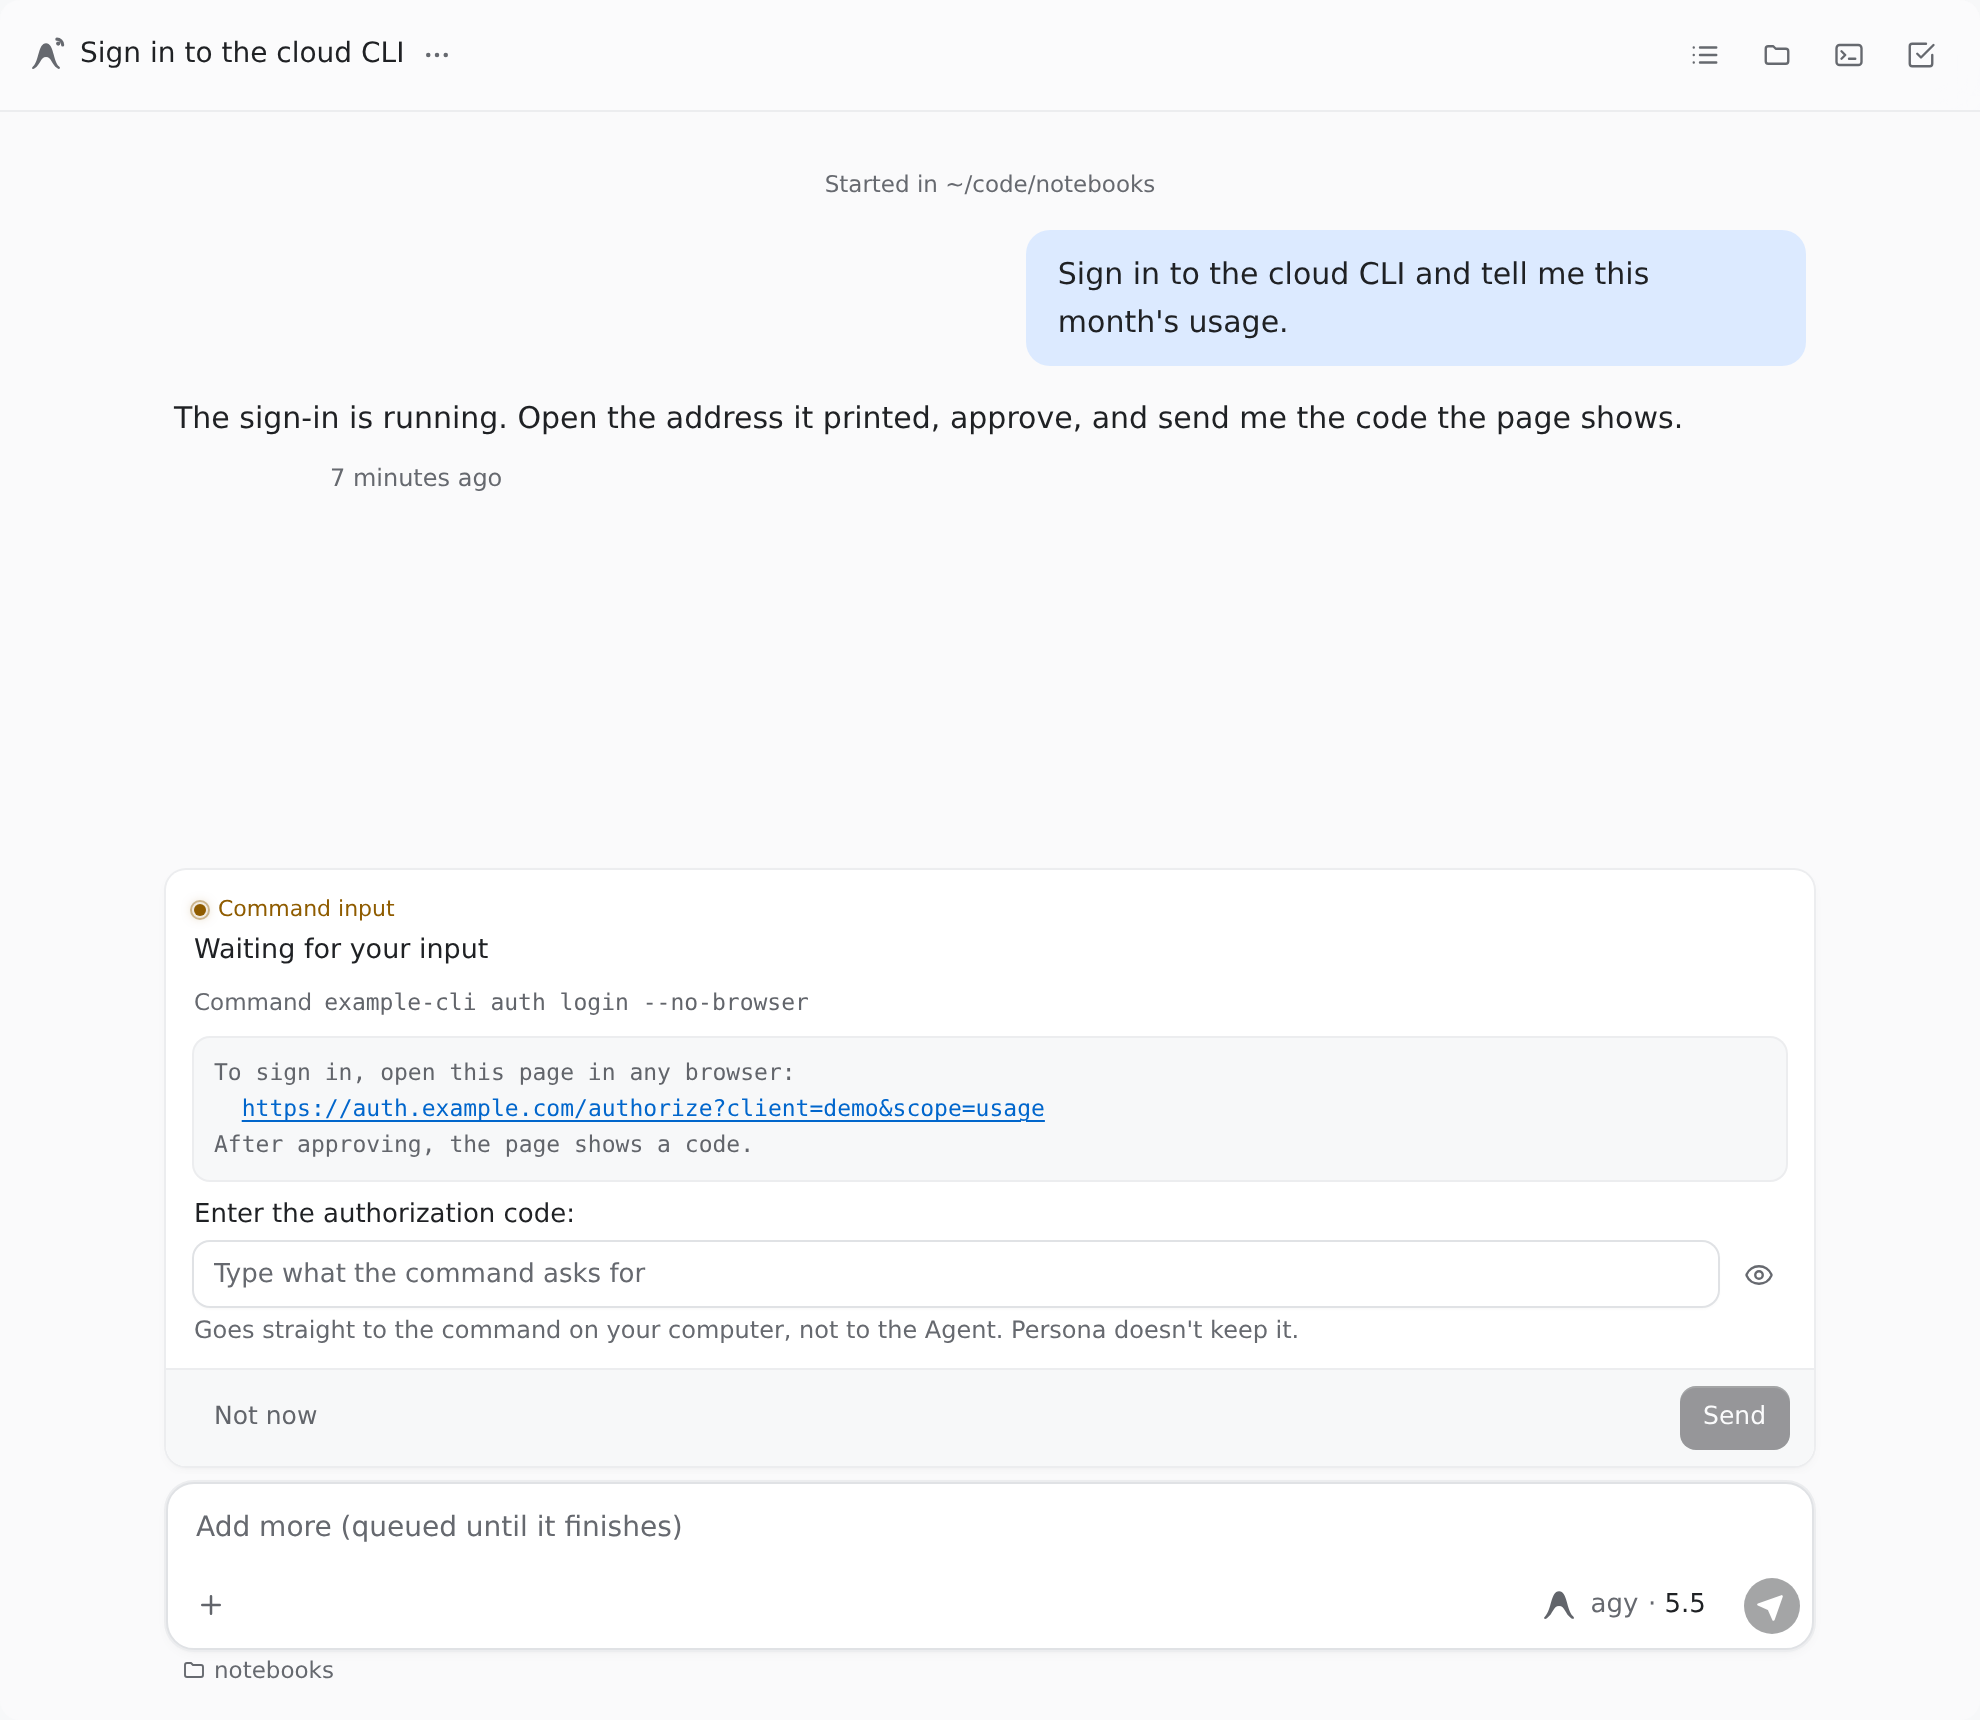 Sign in to the cloud CLI
Started in ~/code/notebooks
Sign in to the cloud CLI and tell me this
month's usage.
The sign-in is running. Open the address it printed, approve, and send me the code the page shows.
7 minutes ago
Command input
Waiting for your input
Command example-cli auth login --no-browser
To sign in, open this page in any browser:
https://auth.example.com/authorize?client=demo&scope=usage
After approving, the page shows a code.
Enter the authorization code:
Type what the command asks for
Goes straight to the command on your computer, not to the Agent. Persona doesn't keep it.
Not now
Send
Add more (queued until it finishes)
agy · 5.5
notebooks